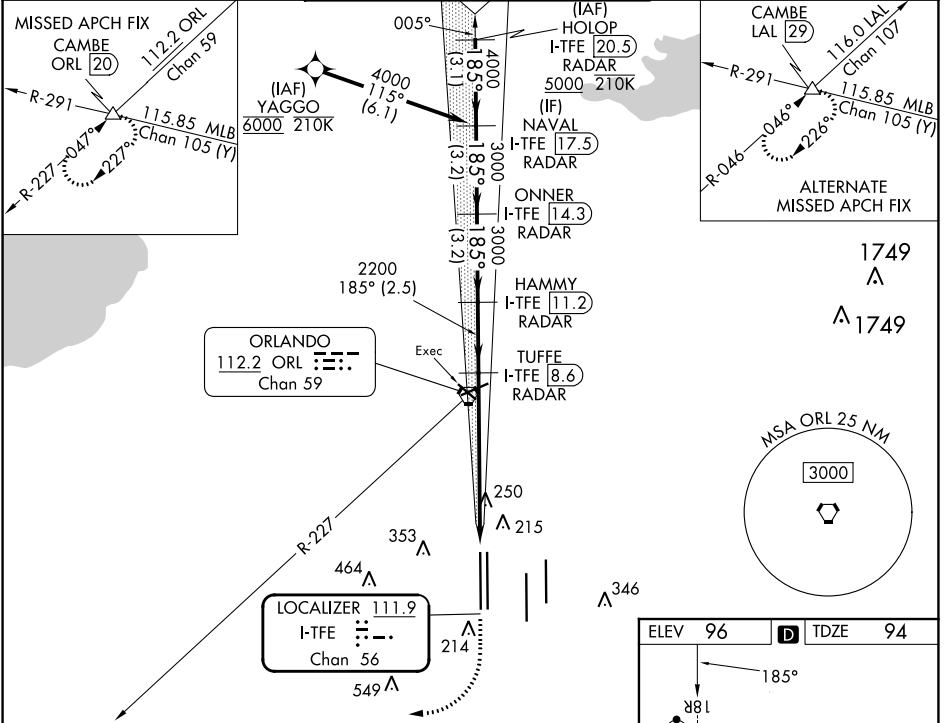 MISSED APCH FIX
CAMBE
ORL 20
112.2 ORL
Chan 59
R-291
115.85 MLB
Chan 105 (Y)
047°
227°
R-227
005°
185°
(3.1)
4000
(IAF)
HOLOP
I-TFE 20.5
RADAR
5000 210K
4000
115°
(6.1)
(IAF)
YAGGO
6000 210K
(IF)
NAVAL
I-TFE 17.5
RADAR
185°
(3.2)
3000
ONNER
I-TFE 14.3
RADAR
185°
(3.2)
3000
HAMMY
I-TFE 11.2
RADAR
2200
185° (2.5)
TUFFE
I-TFE 8.6
RADAR
CAMBE
LAL 29
116.0 LAL
Chan 107
R-291
115.85 MLB
Chan 105 (Y)
046°
226°
R-046
ALTERNATE
MISSED APCH FIX
1749
1749
ORLANDO
112.2 ORL
Chan 59
Exec
MSA ORL 25 NM
3000
R-227
250
215
353
464
346
LOCALIZER 111.9
I-TFE
Chan 56
214
549
ELEV 96 D TDZE 94
185°
18R